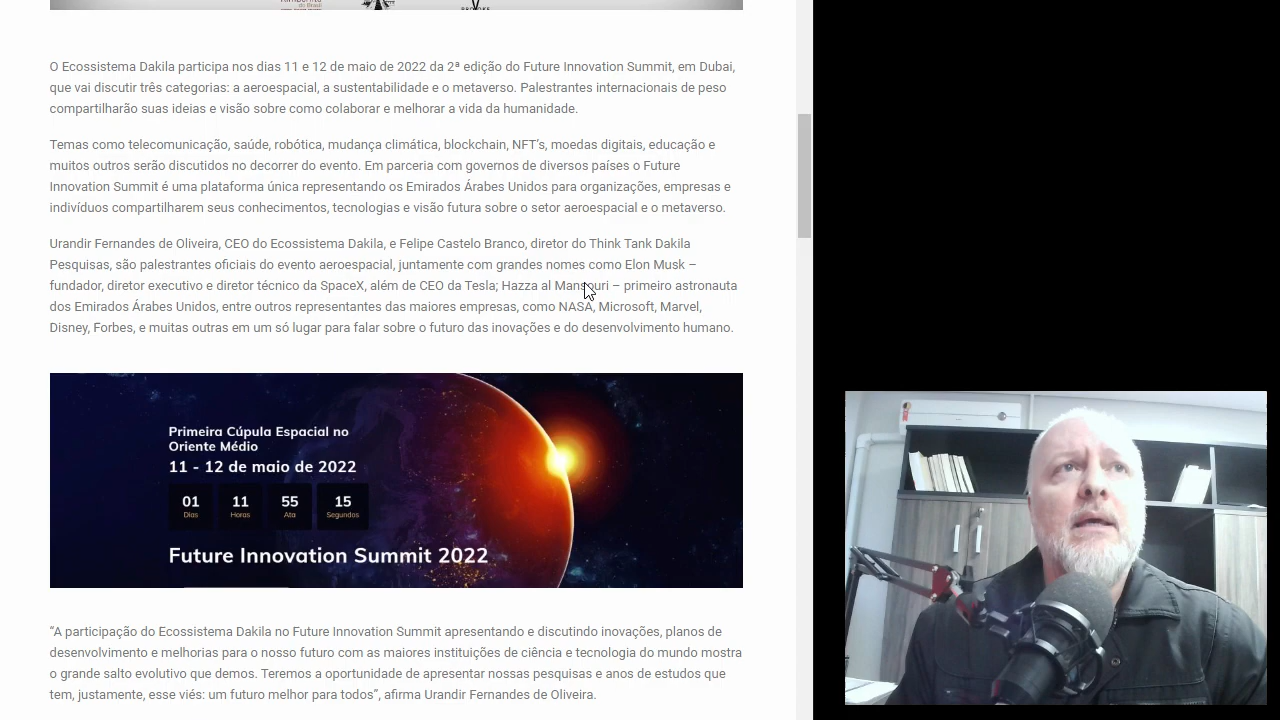 do Brasil
O Ecossistema Dakila participa nos dias 11 e 12 de maio de 2022 da 2ª edição do Future Innovation Summit, em Dubai,
que vai discutir três categorias: a aeroespacial, a sustentabilidade e o metaverso. Palestrantes internacionais de peso
compartilharão suas ideias e visão sobre como colaborar e melhorar a vida da humanidade.
Temas como telecomunicação, saúde, robótica, mudança climática, blockchain, NFT’s, moedas digitais, educação e
muitos outros serão discutidos no decorrer do evento. Em parceria com governos de diversos países o Future
Innovation Summit é uma plataforma única representando os Emirados Árabes Unidos para organizações, empresas e
indivíduos compartilharem seus conhecimentos, tecnologias e visão futura sobre o setor aeroespacial e o metaverso.
Urandir Fernandes de Oliveira, CEO do Ecossistema Dakila, e Felipe Castelo Branco, diretor do Think Tank Dakila
Pesquisas, são palestrantes oficiais do evento aeroespacial, juntamente com grandes nomes como Elon Musk –
fundador, diretor executivo e diretor técnico da SpaceX, além de CEO da Tesla; Hazza al Mansouri – primeiro astronauta
dos Emirados Árabes Unidos, entre outros representantes das maiores empresas, como NASA, Microsoft, Marvel,
Disney, Forbes, e muitas outras em um só lugar para falar sobre o futuro das inovações e do desenvolvimento humano.
Primeira Cúpula Espacial no
Oriente Médio
11 - 12 de maio de 2022
01 11 55 15
Dias Horas Ata Segundos
Future Innovation Summit 2022
“A participação do Ecossistema Dakila no Future Innovation Summit apresentando e discutindo inovações, planos de
desenvolvimento e melhorias para o nosso futuro com as maiores instituições de ciência e tecnologia do mundo mostra
o grande salto evolutivo que demos. Teremos a oportunidade de apresentar nossas pesquisas e anos de estudos que
tem, justamente, esse viés: um futuro melhor para todos”, afirma Urandir Fernandes de Oliveira.